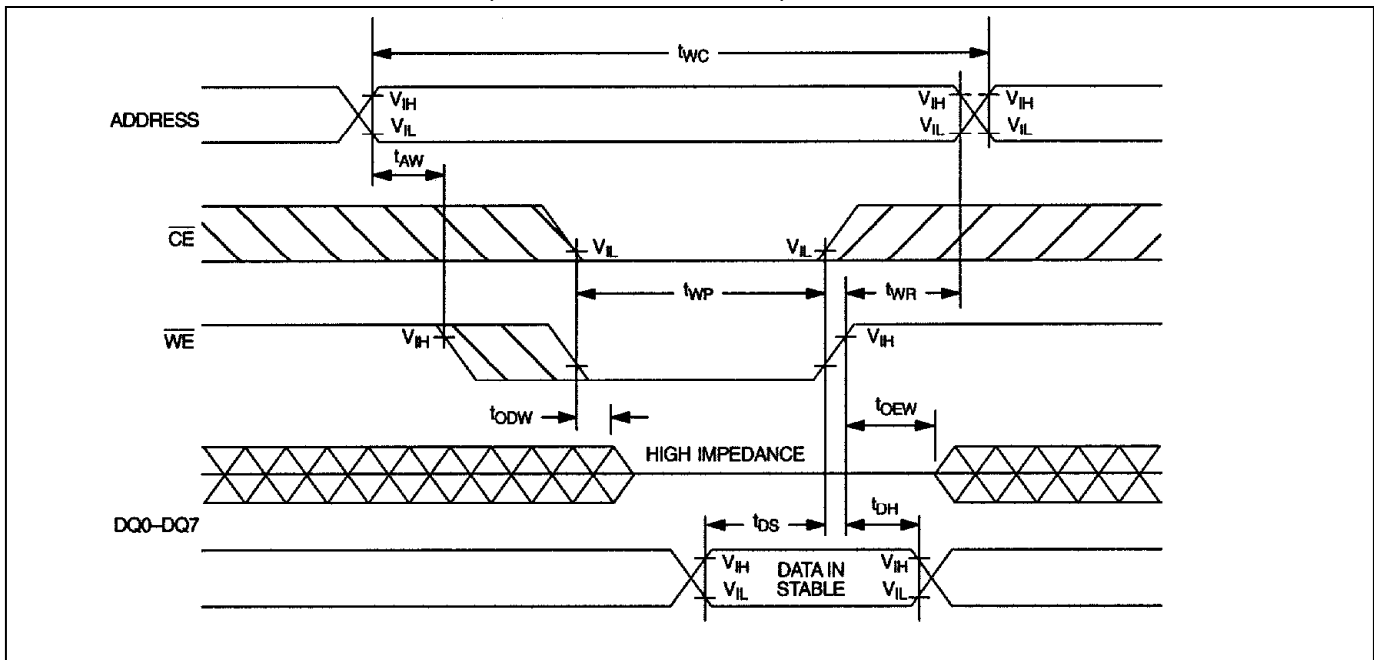 tWC
ADDRESS
VIH
VIL
VIH
VIL
VIH
VIL
tAW
CE
VIL
VIL
tWP
tWR
WE
VIH
VIH
tODW
tOEW
HIGH IMPEDANCE
DQ0–DQ7
tDS
tDH
VIH
VIL
DATA IN
STABLE
VIH
VIL